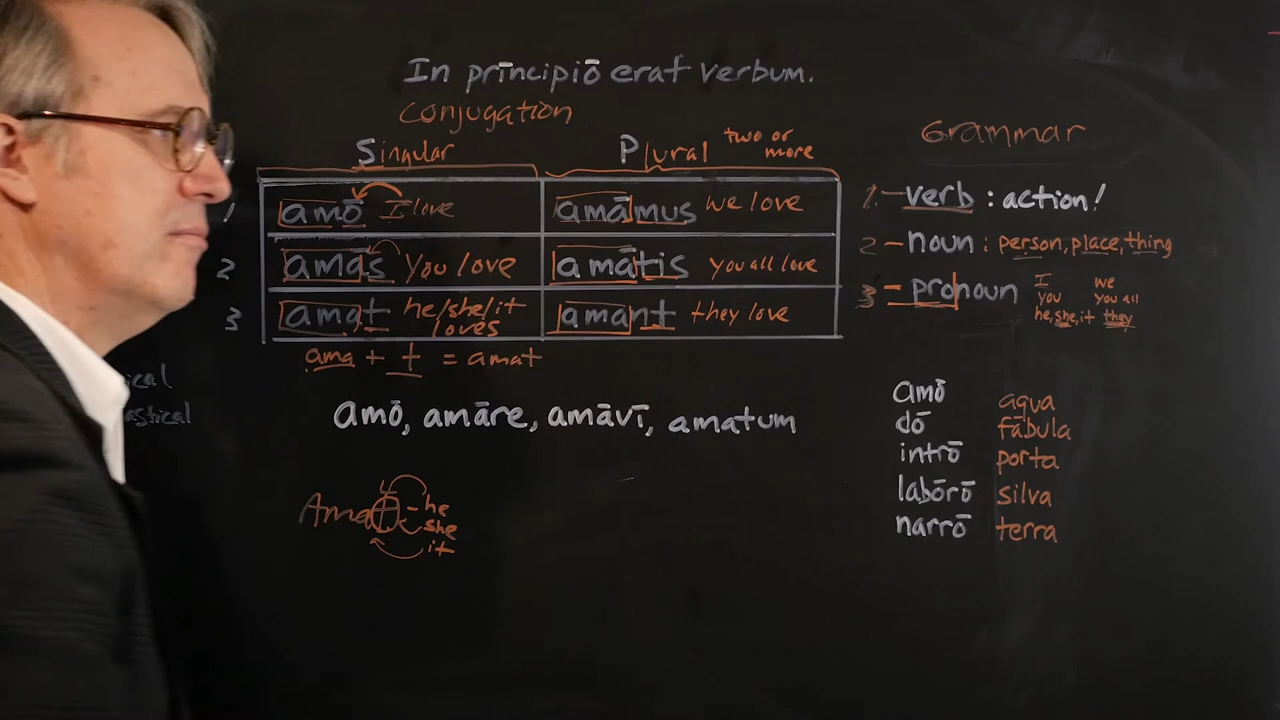 In prīncipiō erat verbum.
Conjugation
Singular
Plural two or more
1 amō I love
amāmus we love
2 amās you love
amātis you all love
3 amat he/she/it loves
amant they love
ama + t = amat
amō, amāre, amāvī, amatum
Amat - he
she
it
Grammar
1- verb : action!
2 - noun : person, place, thing
3 - pronoun
I we
you you all
he, she, it they
amō aqua
dō fābula
intrō porta
labōrō silva
narrō terra